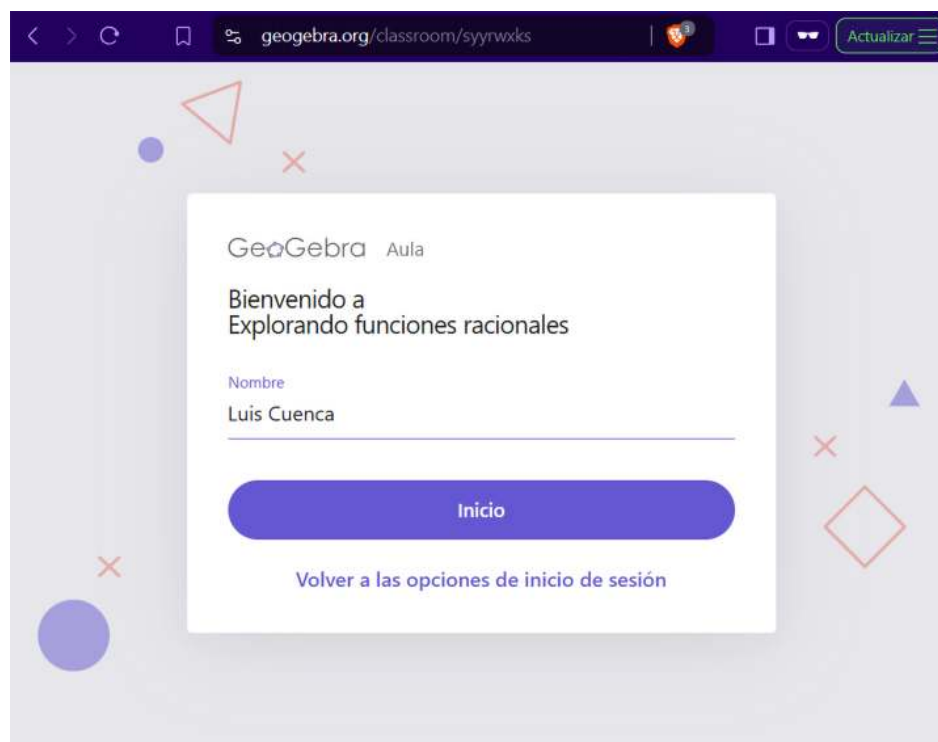 geogebra.org/classroom/syyrwxks
3
Actualizar
GeoGebra Aula
Bienvenido a
Explorando funciones racionales
Nombre
Luis Cuenca
Inicio
Volver a las opciones de inicio de sesión